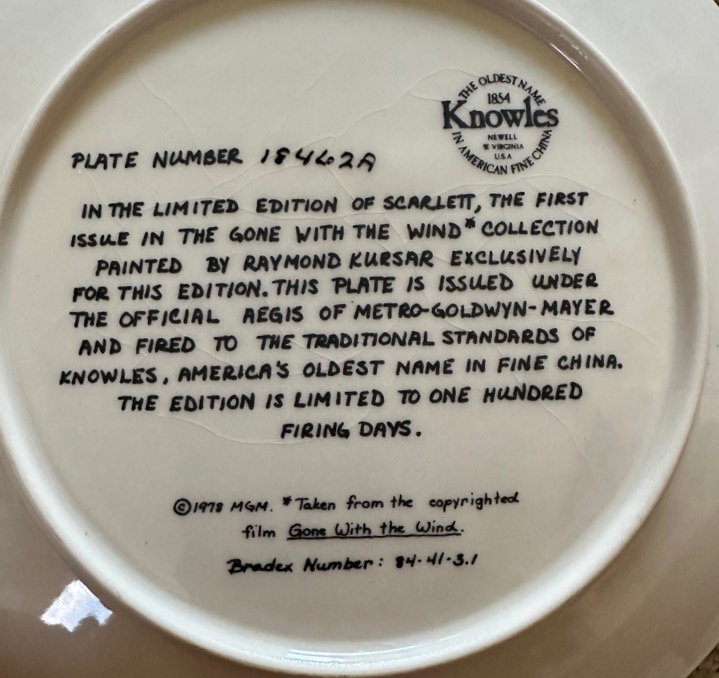 THE OLDEST NAME
1854
Knowles
NEWELL
W VIRGINIA
U.S.A
IN AMERICAN FINE CHINA
PLATE NUMBER 18462A
IN THE LIMITED EDITION OF SCARLETT, THE FIRST
ISSUE IN THE GONE WITH THE WIND* COLLECTION
PAINTED BY RAYMOND KURSAR EXCLUSIVELY
FOR THIS EDITION. THIS PLATE IS ISSUED UNDER
THE OFFICIAL AEGIS OF METRO-GOLDWYN-MAYER
AND FIRED TO THE TRADITIONAL STANDARDS OF
KNOWLES, AMERICA'S OLDEST NAME IN FINE CHINA.
THE EDITION IS LIMITED TO ONE HUNDRED
FIRING DAYS.
©1978 MGM. *Taken from the copyrighted
film Gone With the Wind.
Bradex Number: 84-41-3.1